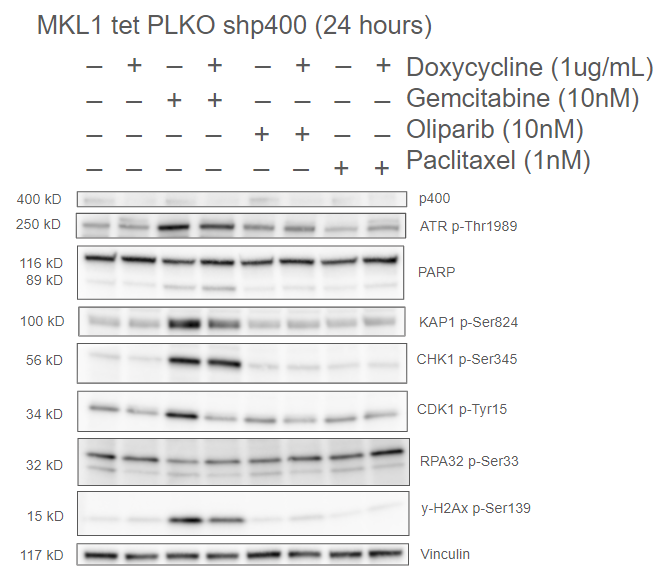 MKL1 tet PLKO shp400 (24 hours)
– + – + – + – + Doxycycline (1ug/mL)
– – + + – – – – Gemcitabine (10nM)
– – – – + + – – Oliparib (10nM)
– – – – – – + + Paclitaxel (1nM)
400 kD p400
250 kD ATR p-Thr1989
116 kD PARP
89 kD
100 kD KAP1 p-Ser824
56 kD CHK1 p-Ser345
34 kD CDK1 p-Tyr15
32 kD RPA32 p-Ser33
15 kD y-H2Ax p-Ser139
117 kD Vinculin